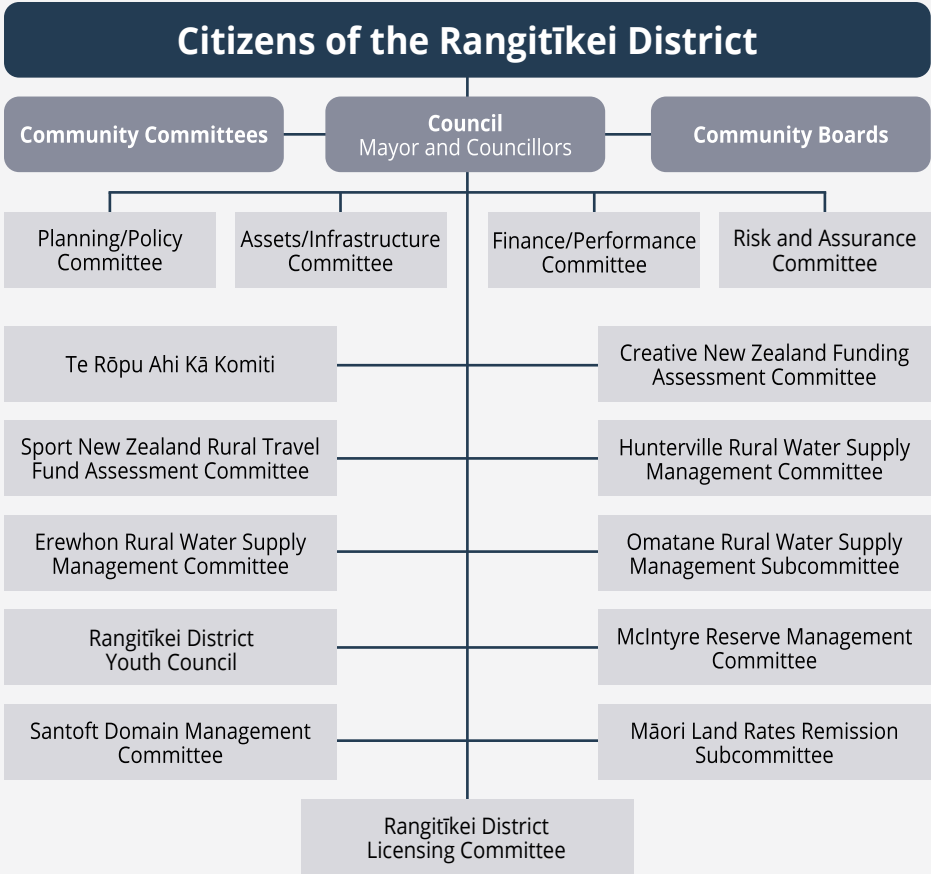 Citizens of the Rangitīkei District
Community Committees
Council
Mayor and Councillors
Community Boards
Planning/Policy
Committee
Assets/Infrastructure
Committee
Finance/Performance
Committee
Risk and Assurance
Committee
Te Rōpu Ahi Kā Komiti
Creative New Zealand Funding
Assessment Committee
Sport New Zealand Rural Travel
Fund Assessment Committee
Hunterville Rural Water Supply
Management Committee
Erewhon Rural Water Supply
Management Committee
Omatane Rural Water Supply
Management Subcommittee
Rangitīkei District
Youth Council
McIntyre Reserve Management
Committee
Santoft Domain Management
Committee
Māori Land Rates Remission
Subcommittee
Rangitīkei District
Licensing Committee